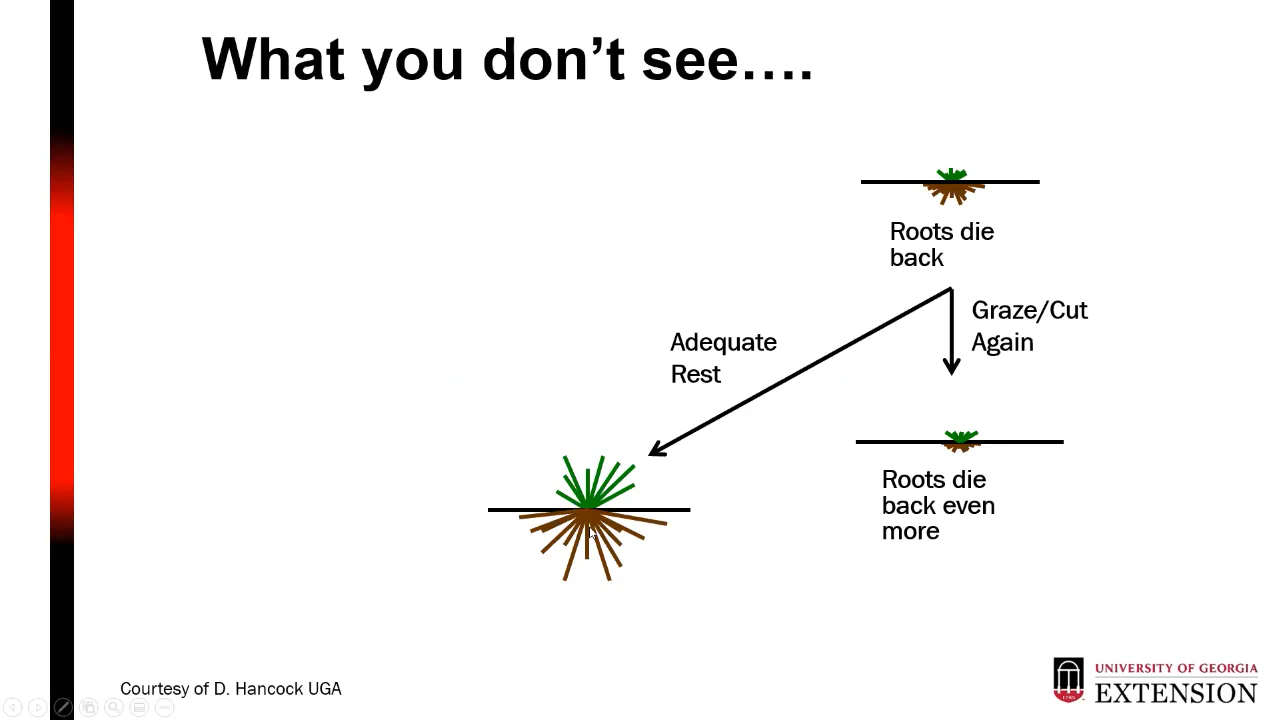 What you don’t see….
Roots die
back
Graze/Cut
Again
Adequate
Rest
Roots die
back even
more
Courtesy of D. Hancock UGA
1785
UNIVERSITY OF GEORGIA
EXTENSION